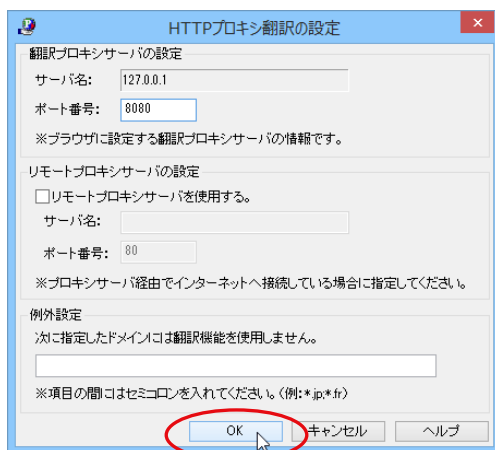 HTTPプロキシ翻訳の設定
翻訳プロキシサーバの設定
サーバ名: 127.0.0.1
ポート番号: 8080
※ブラウザに設定する翻訳プロキシサーバの情報です。
リモートプロキシサーバの設定
リモートプロキシサーバを使用する。
サーバ名:
ポート番号: 80
※プロキシサーバ経由でインターネットへ接続している場合に指定してください。
例外設定
次に指定したドメインには翻訳機能を使用しません。
※項目の間にはセミコロンを入れてください。(例:*.jp;*.fr)
OK キャンセル ヘルプ